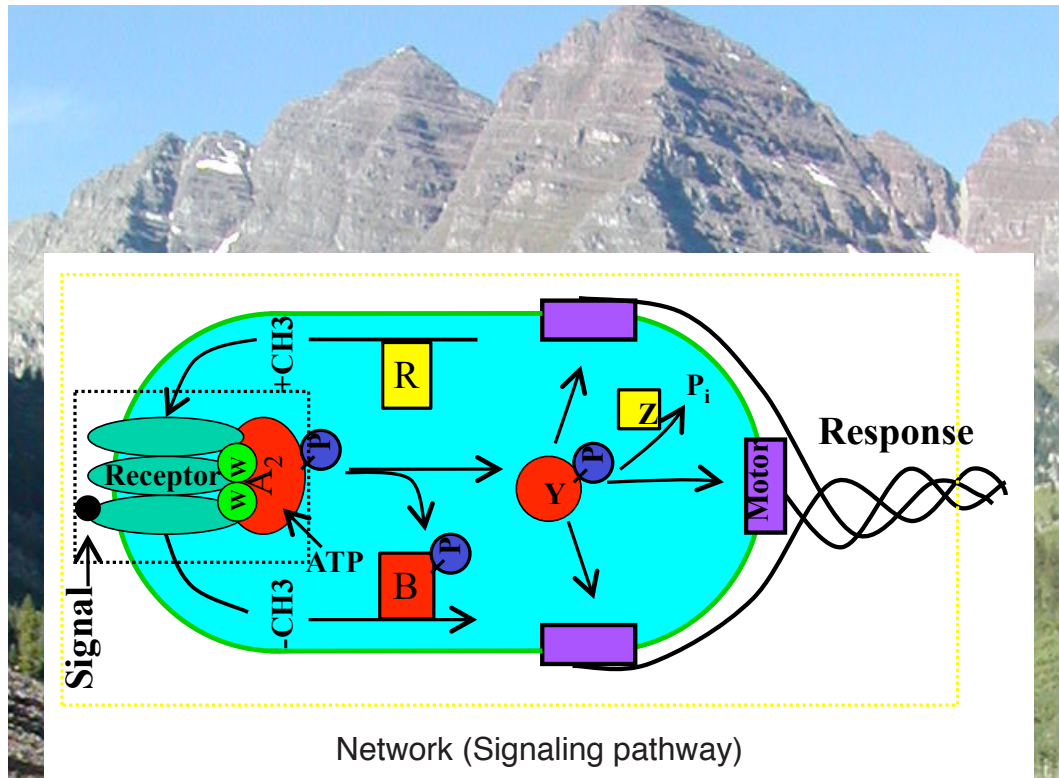 +CH3
R
P
A2
W
W
Receptor
ATP
Signal
-CH3
B
P
Y
P
Z
Pi
Motor
Response
Network (Signaling pathway)